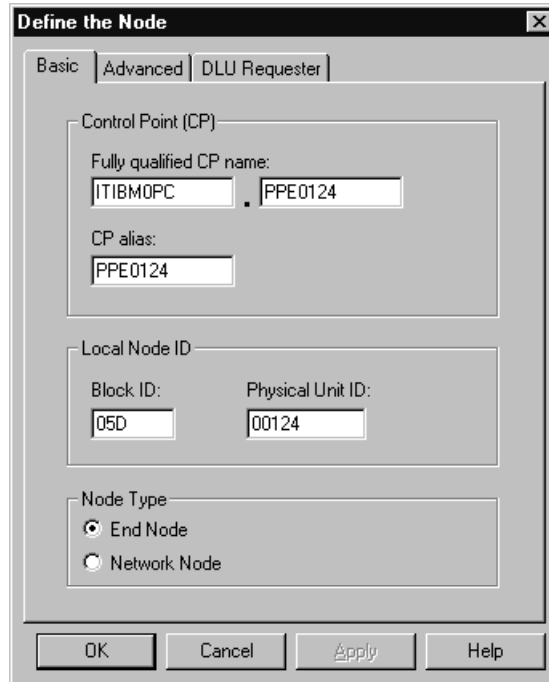 Define the Node
Basic Advanced DLU Requester
Control Point (CP)
Fully qualified CP name:
ITIBM0PC . PPE0124
CP alias:
PPE0124
Local Node ID
Block ID: Physical Unit ID:
05D 00124
Node Type
End Node
Network Node
OK Cancel Apply Help